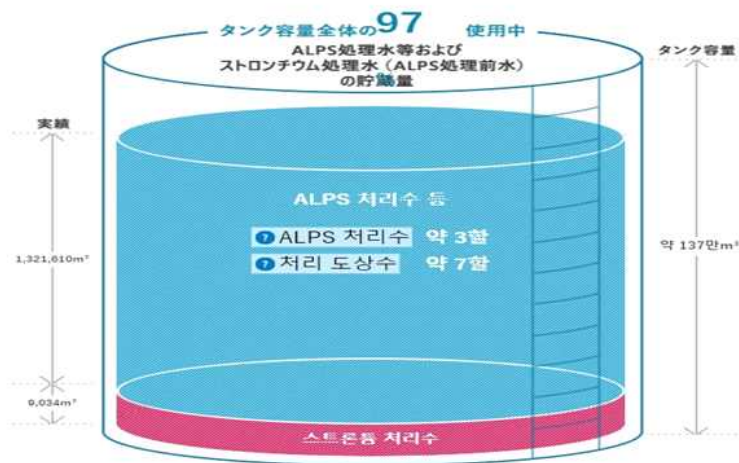 タンク容量全体の97 使用中
ALPS処理水等および
ストロンチウム処理水（ALPS処理前水）
の貯蔵量
タンク容量
実績
ALPS 처리수 등
? ALPS 처리수 약 3할
? 처리 도상수 약 7할
1,321,610m³
약 137만m³
9,034m³
스트론듐 처리수